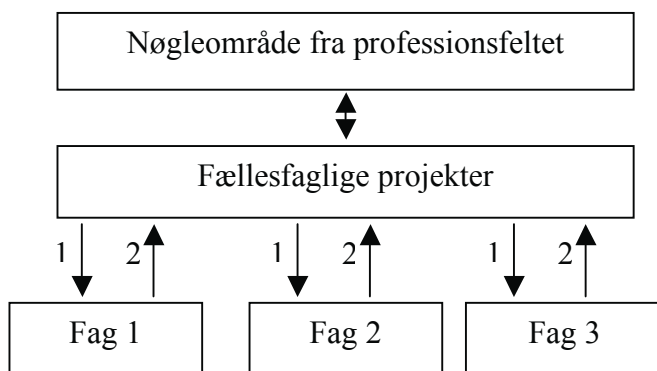 Nøgleområde fra professionsfeltet
Fællesfaglige projekter
1 2 1 2 1 2
Fag 1 Fag 2 Fag 3